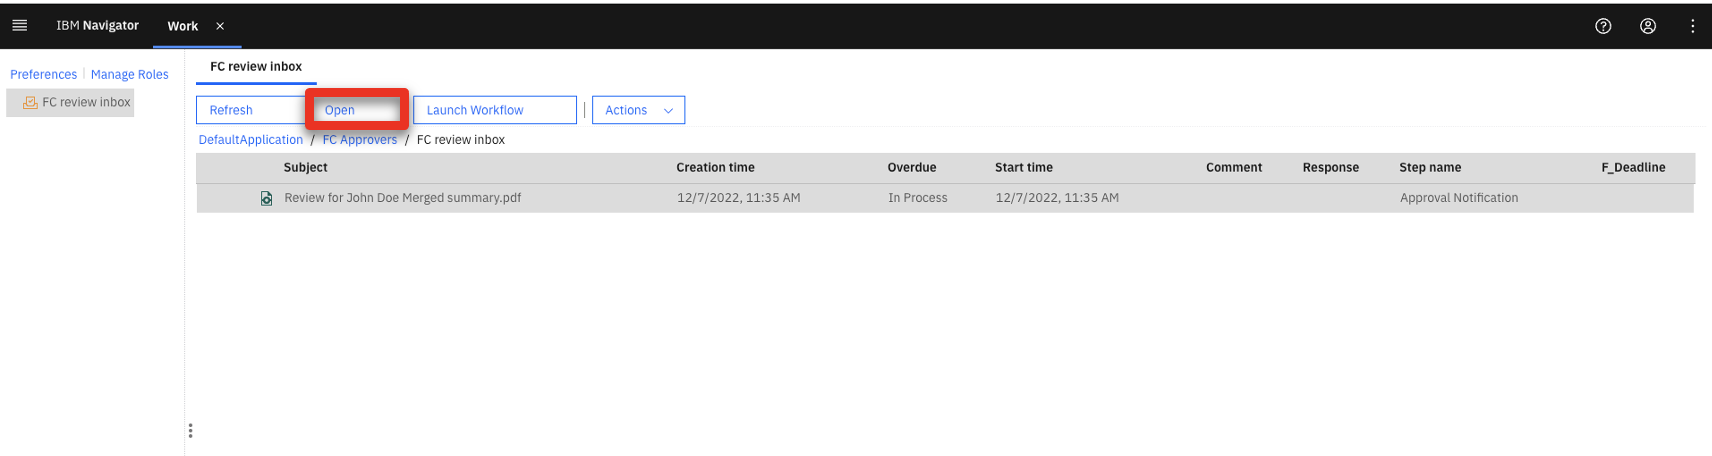 IBM Navigator Work ×
Preferences Manage Roles
FC review inbox
FC review inbox
Refresh Open Launch Workflow Actions
DefaultApplication / FC Approvers / FC review inbox
Subject Creation time Overdue Start time Comment Response Step name F_Deadline
Review for John Doe Merged summary.pdf 12/7/2022, 11:35 AM In Process 12/7/2022, 11:35 AM Approval Notification